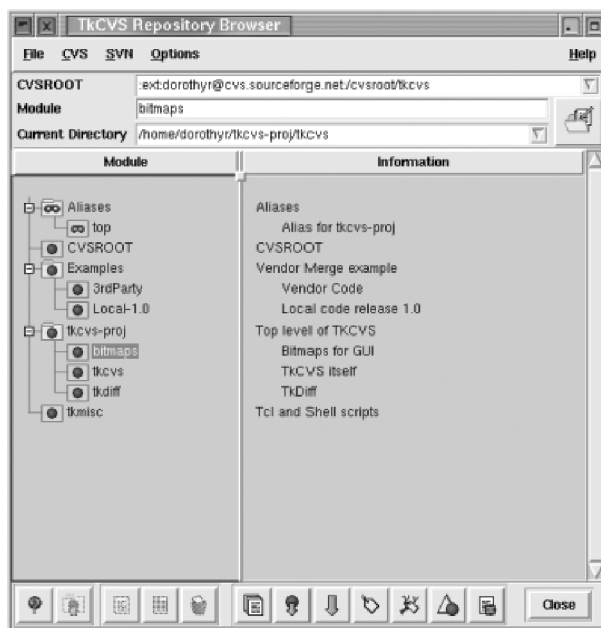 TkCVS Repository Browser
File CVS SVN Options Help
CVSROOT :ext:dorothyr@cvs.sourceforge.net:/cvsroot/tkcvs
Module bitmaps
Current Directory /home/dorothyr/tkcvs-proj/tkcvs
Module Information
Aliases Aliases
top Alias for tkcvs-proj
CVSROOT CVSROOT
Examples Vendor Merge example
3rdParty Vendor Code
Local-1.0 Local code release 1.0
tkcvs-proj Top level of TKCVS
bitmaps Bitmaps for GUI
tkcvs TkCVS itself
tkdiff TkDiff
tkmisc Tcl and Shell scripts
Close